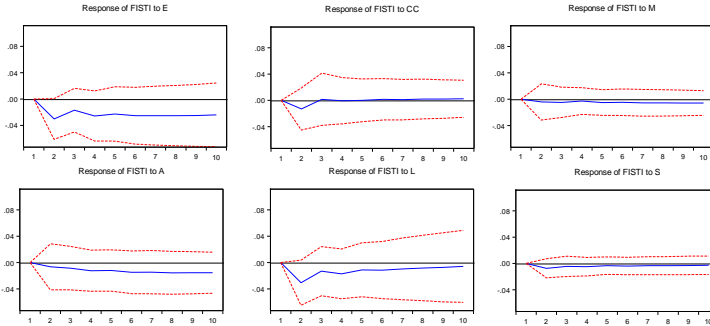 Response of FISTI to E
.08
.04
.00
-.04
1 2 3 4 5 6 7 8 9 10
Response of FISTI to CC
.08
.04
.00
-.04
1 2 3 4 5 6 7 8 9 10
Response of FISTI to M
.08
.04
.00
-.04
1 2 3 4 5 6 7 8 9 10
Response of FISTI to A
.08
.04
.00
-.04
1 2 3 4 5 6 7 8 9 10
Response of FISTI to L
.08
.04
.00
-.04
1 2 3 4 5 6 7 8 9 10
Response of FISTI to S
.08
.04
.00
-.04
1 2 3 4 5 6 7 8 9 10